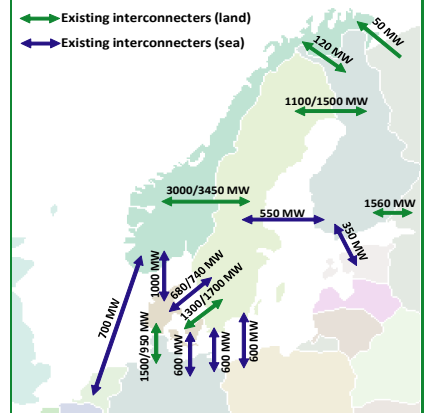 Existing interconnecters (land)
Existing interconnecters (sea)
50 MW
120 MW
1100/1500 MW
3000/3450 MW
1560 MW
550 MW
350 MW
1000 MW
680/740 MW
1300/1700 MW
700 MW
1500/950 MW
600 MW
600 MW
600 MW